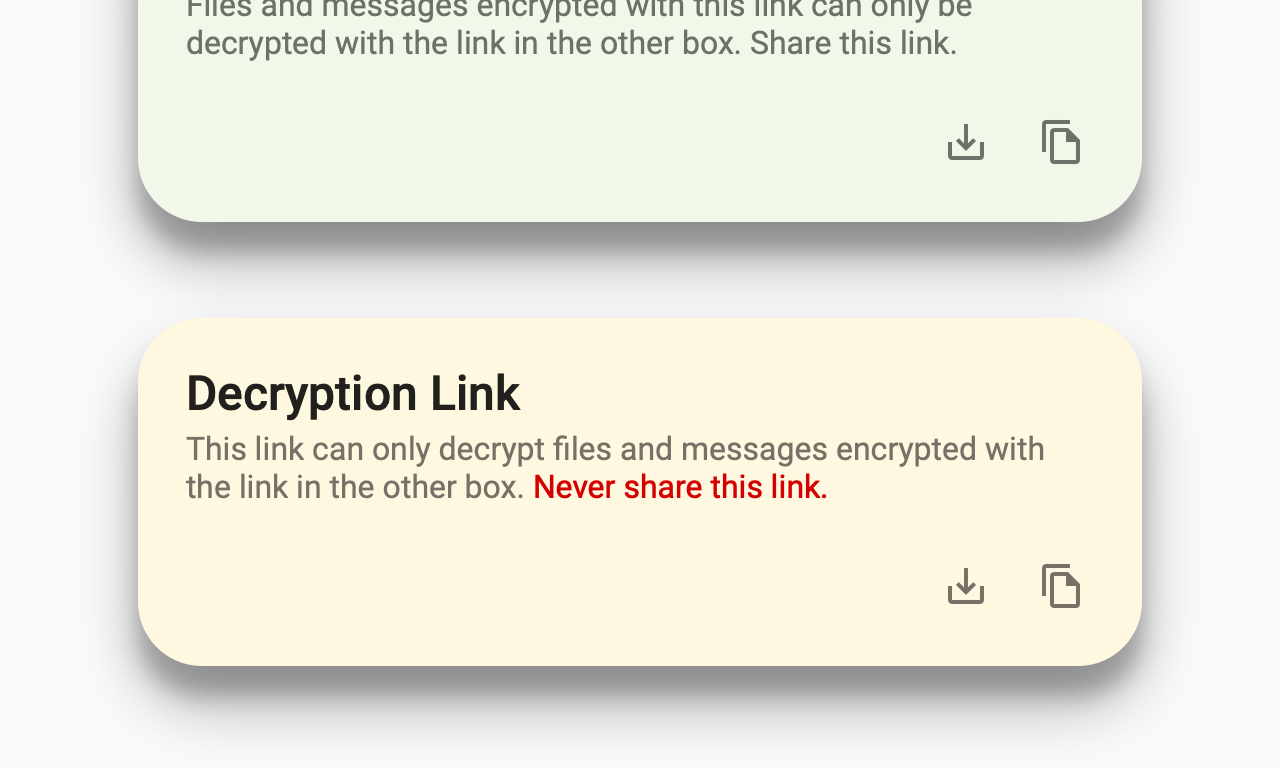 Files and messages encrypted with this link can only be
decrypted with the link in the other box. Share this link.
Decryption Link
This link can only decrypt files and messages encrypted with
the link in the other box. Never share this link.